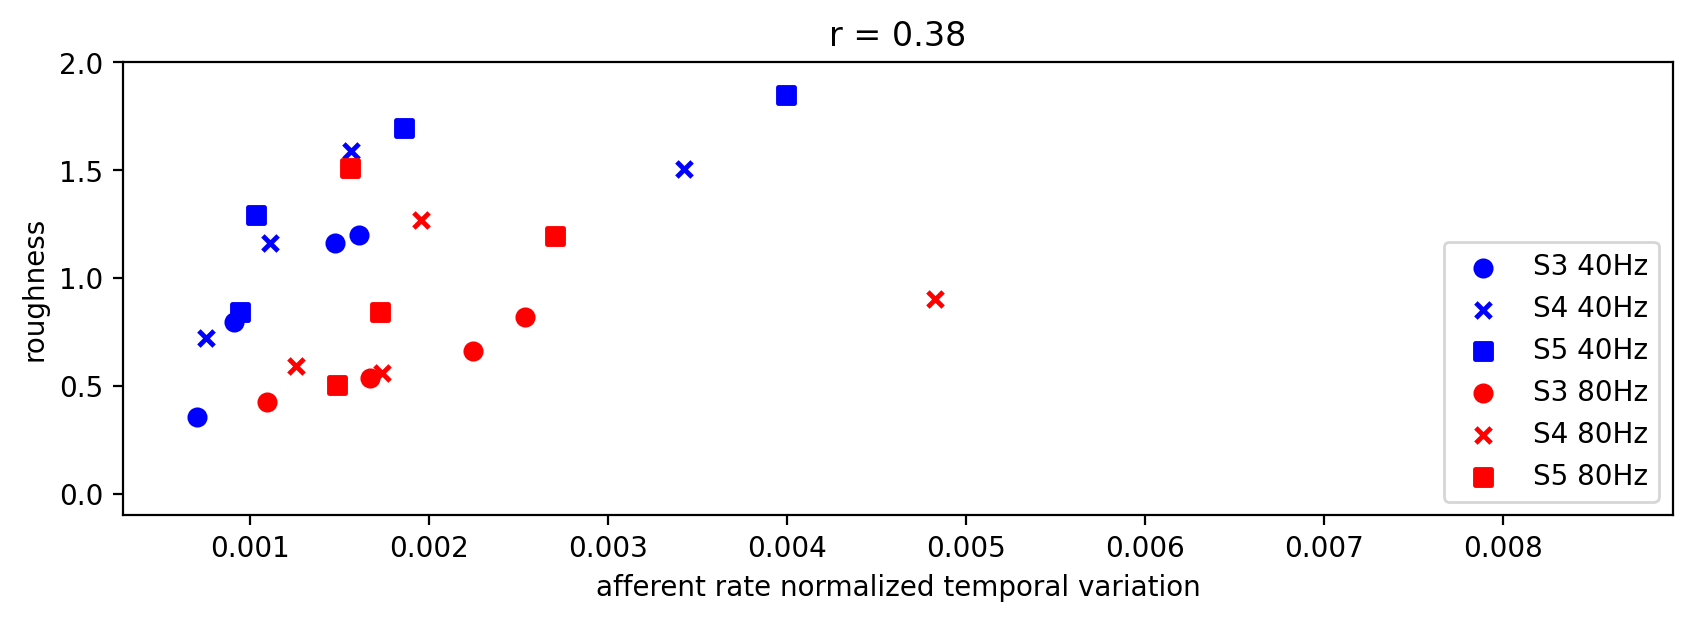 r = 0.38
2.0
1.5
1.0
0.5
0.0
roughness
S3 40Hz
S4 40Hz
S5 40Hz
S3 80Hz
S4 80Hz
S5 80Hz
0.001 0.002 0.003 0.004 0.005 0.006 0.007 0.008
afferent rate normalized temporal variation